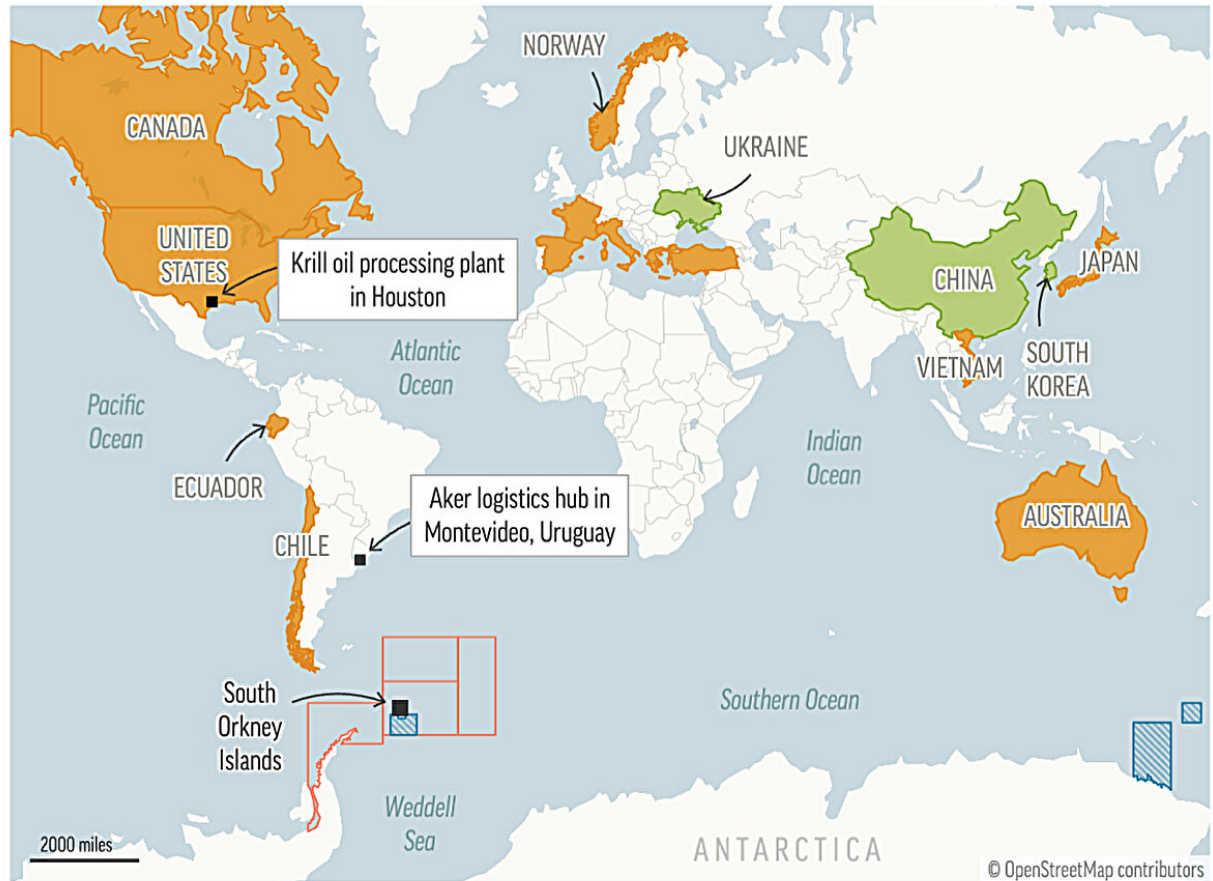 NORWAY
CANADA
UKRAINE
UNITED
STATES
Krill oil processing plant
in Houston
CHINA
JAPAN
Atlantic
Ocean
VIETNAM
SOUTH
KOREA
Pacific
Ocean
Indian
Ocean
ECUADOR
Aker logistics hub in
Montevideo, Uruguay
AUSTRALIA
CHILE
South
Orkney
Islands
Southern Ocean
Weddell
Sea
2000 miles
ANTARCTICA
© OpenStreetMap contributors